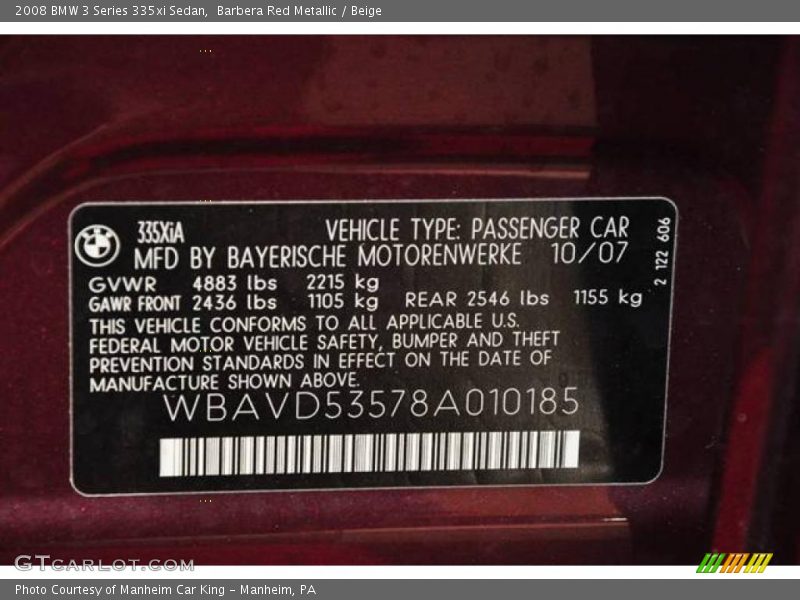 2008 BMW 3 Series 335xi Sedan,  Barbera Red Metallic / Beige
335XiA
VEHICLE TYPE: PASSENGER CAR
MFD BY BAYERISCHE MOTORENWERKE 10/07
GVWR 4883 lbs 2215 kg
GAWR FRONT 2436 lbs 1105 kg REAR 2546 lbs 1155 kg
2 122 606
THIS VEHICLE CONFORMS TO ALL APPLICABLE U.S.
FEDERAL MOTOR VEHICLE SAFETY, BUMPER AND THEFT
PREVENTION STANDARDS IN EFFECT ON THE DATE OF
MANUFACTURE SHOWN ABOVE.
WBAVD53578A010185
GTCARLOT.COM
Photo Courtesy of Manheim Car King - Manheim, PA